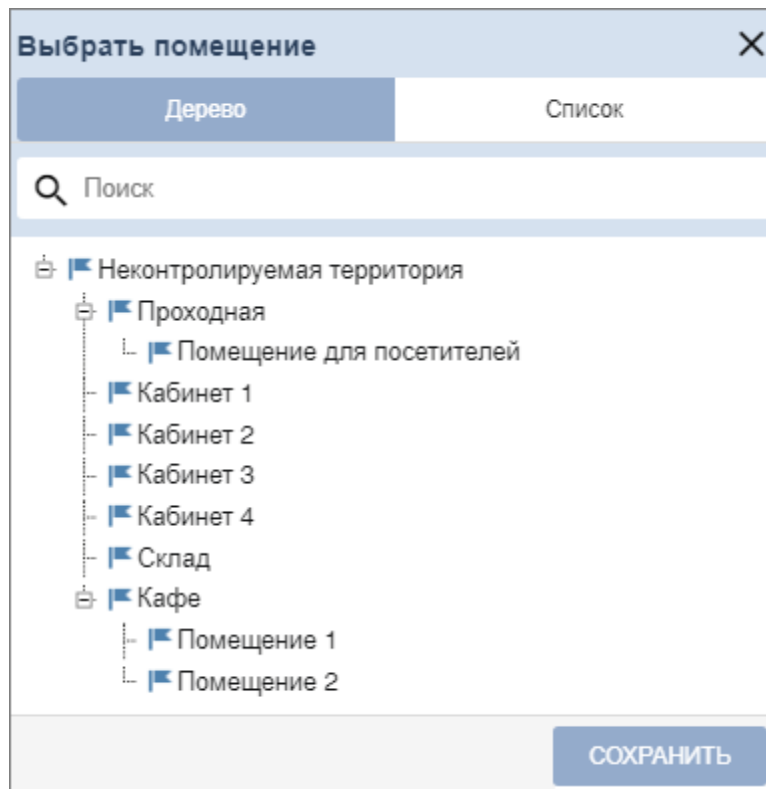 Выбрать помещение
Дерево Список
Поиск
Неконтролируемая территория
Проходная
Помещение для посетителей
Кабинет 1
Кабинет 2
Кабинет 3
Кабинет 4
Склад
Кафе
Помещение 1
Помещение 2
СОХРАНИТЬ